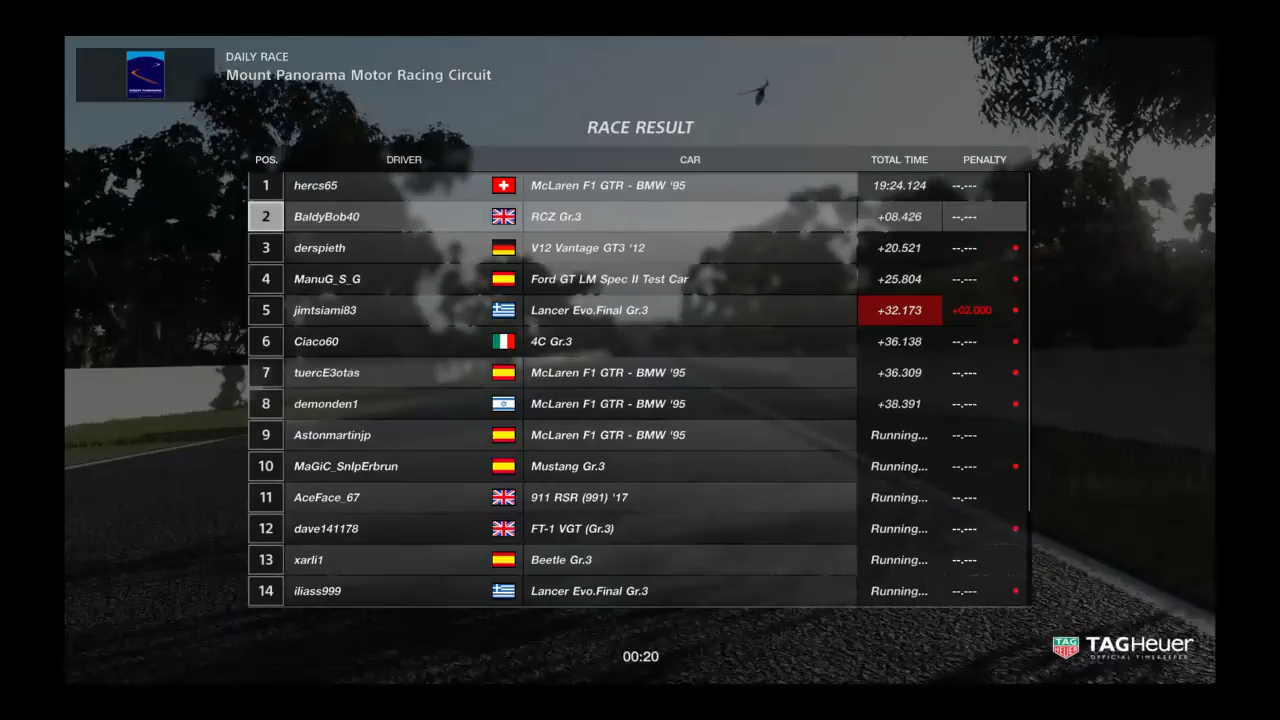 DAILY RACE
Mount Panorama Motor Racing Circuit
MOUNT PANORAMA
RACE RESULT
POS. DRIVER CAR TOTAL TIME PENALTY
1 hercs65 McLaren F1 GTR - BMW '95 19:24.124 --.---
2 BaldyBob40 RCZ Gr.3 +08.426 --.---
3 derspieth V12 Vantage GT3 '12 +20.521 --.---
4 ManuG_S_G Ford GT LM Spec II Test Car +25.804 --.---
5 jimtsiami83 Lancer Evo.Final Gr.3 +32.173 +02.000
6 Ciaco60 4C Gr.3 +36.138 --.---
7 tuercE3otas McLaren F1 GTR - BMW '95 +36.309 --.---
8 demonden1 McLaren F1 GTR - BMW '95 +38.391 --.---
9 Astonmartinjp McLaren F1 GTR - BMW '95 Running... --.---
10 MaGiC_SnIpErbrun Mustang Gr.3 Running... --.---
11 AceFace_67 911 RSR (991) '17 Running... --.---
12 dave141178 FT-1 VGT (Gr.3) Running... --.---
13 xarli1 Beetle Gr.3 Running... --.---
14 iliass999 Lancer Evo.Final Gr.3 Running... --.---
00:20
TAG HEUER TAGHeuer
OFFICIAL TIMEKEEPER